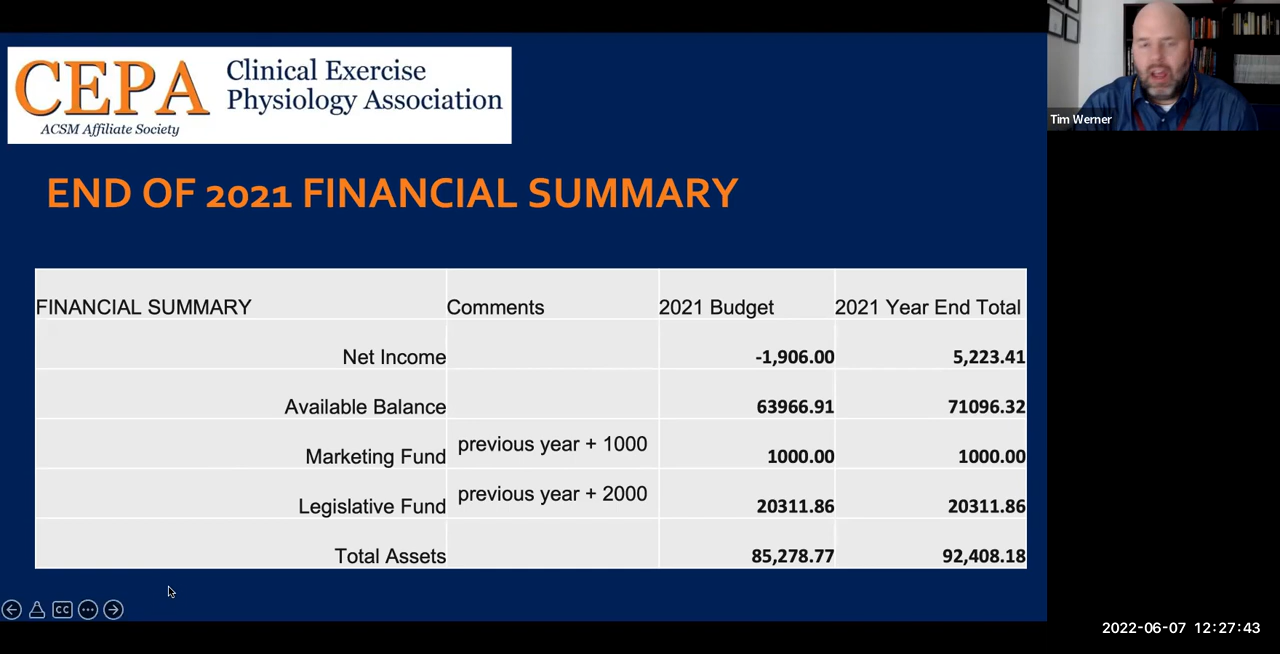 CEPA
Clinical Exercise
Physiology Association
ACSM Affiliate Society
Tim Werner
END OF 2021 FINANCIAL SUMMARY
FINANCIAL SUMMARY Comments 2021 Budget 2021 Year End Total
Net Income -1,906.00 5,223.41
Available Balance 63966.91 71096.32
Marketing Fund previous year + 1000 1000.00 1000.00
Legislative Fund previous year + 2000 20311.86 20311.86
Total Assets 85,278.77 92,408.18
CC
2022-06-07 12:27:43